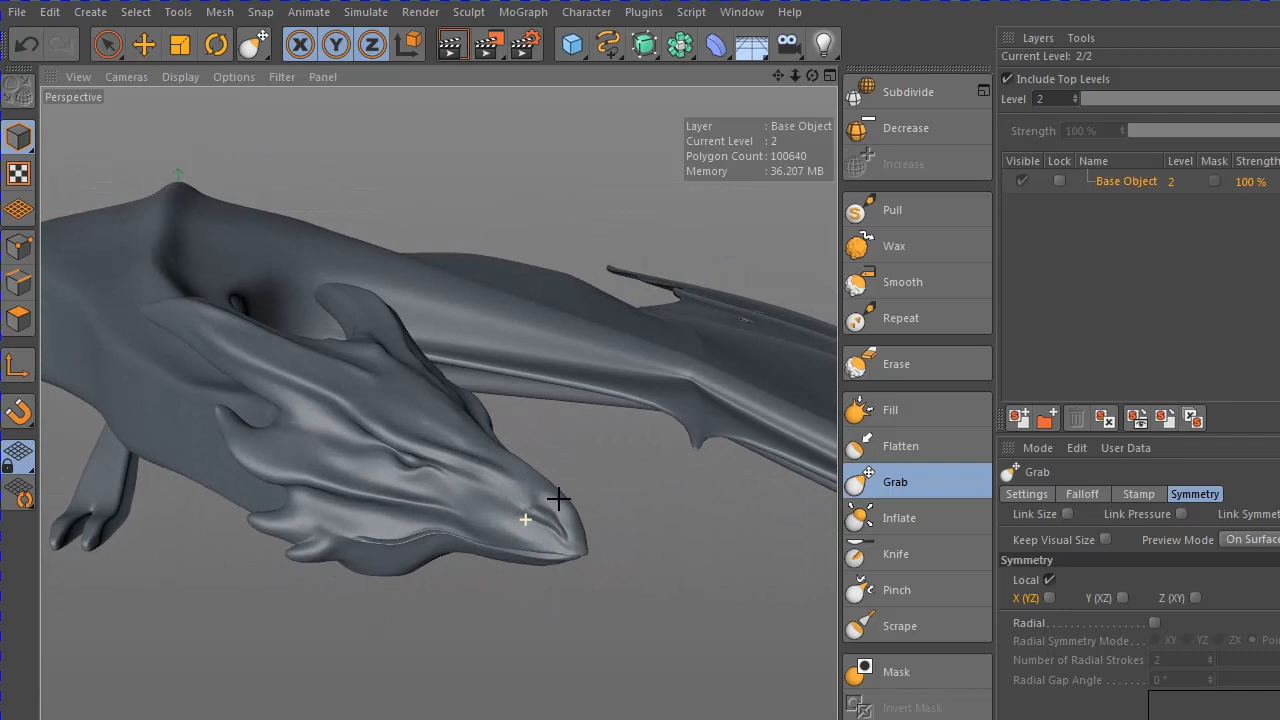 File Edit Create Select Tools Mesh Snap Animate Simulate Render Sculpt MoGraph Character Plugins Script Window Help
Layers Tools
Current Level: 2/2
View Cameras Display Options Filter Panel
Include Top Levels
Perspective
Subdivide
Level 2
Layer : Base Object
Current Level : 2
Polygon Count : 100640
Memory : 36.207 MB
Decrease
Strength 100 %
Increase
Visible Lock Name Level Mask Strength
Base Object 2 100 %
Pull
Wax
Smooth
Repeat
Erase
Fill
Flatten
Mode Edit User Data
Grab
Grab
Settings Falloff Stamp Symmetry
Inflate
Link Size Link Pressure Symmetry
Keep Visual Size Preview Mode On Surface
Knife
Symmetry
Local
Pinch
X (YZ) Y (XZ) Z (XY)
Scrape
Radial
Radial Symmetry Mode XY YZ ZX
Number of Radial Strokes 2
Mask
Radial Gap Angle 0 °
Invert Mask